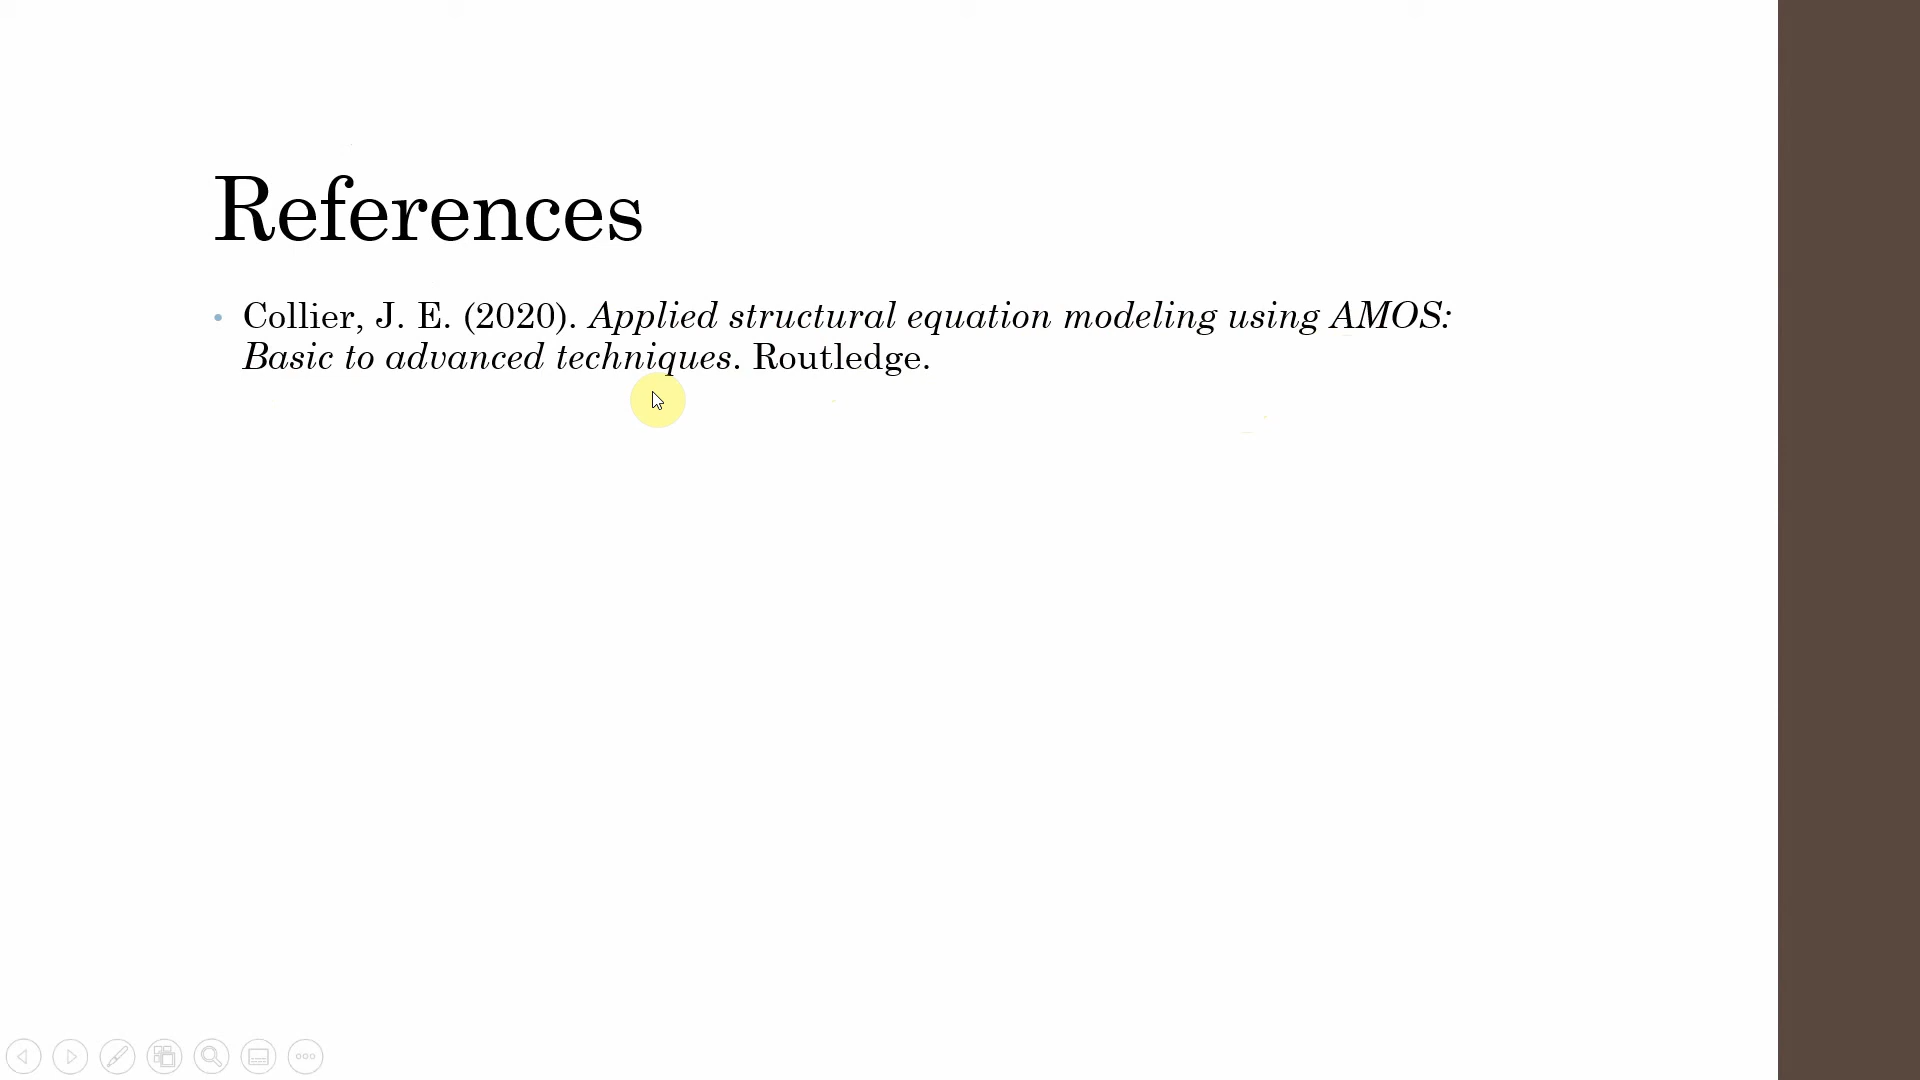 References
• Collier, J. E. (2020). Applied structural equation modeling using AMOS:
Basic to advanced techniques. Routledge.